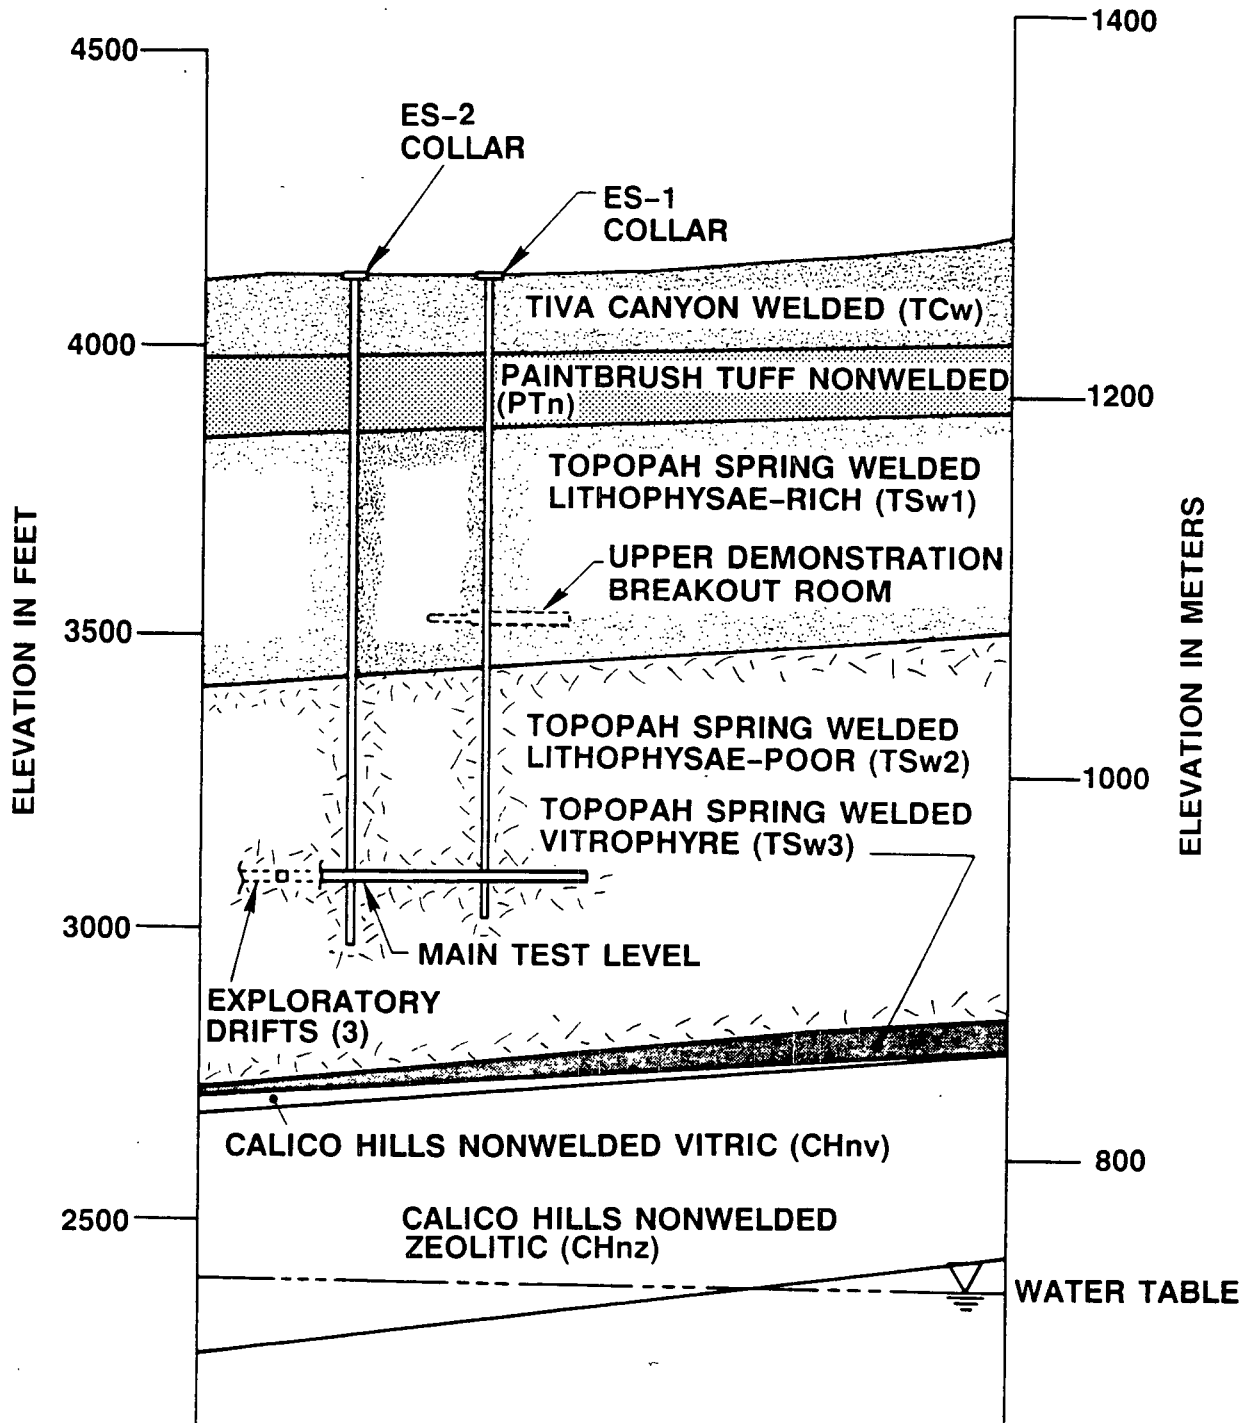 1400
4500
ES-2
COLLAR
ES-1
COLLAR
TIVA CANYON WELDED (TCw)
4000
PAINTBRUSH TUFF NONWELDED
(PTn)
1200
TOPOPAH SPRING WELDED
LITHOPHYSAE-RICH (TSw1)
UPPER DEMONSTRATION
BREAKOUT ROOM
3500
ELEVATION IN FEET
ELEVATION IN METERS
TOPOPAH SPRING WELDED
LITHOPHYSAE-POOR (TSw2)
1000
TOPOPAH SPRING WELDED
VITROPHYRE (TSw3)
3000
MAIN TEST LEVEL
EXPLORATORY
DRIFTS (3)
CALICO HILLS NONWELDED VITRIC (CHnv)
800
2500
CALICO HILLS NONWELDED
ZEOLITIC (CHnz)
WATER TABLE